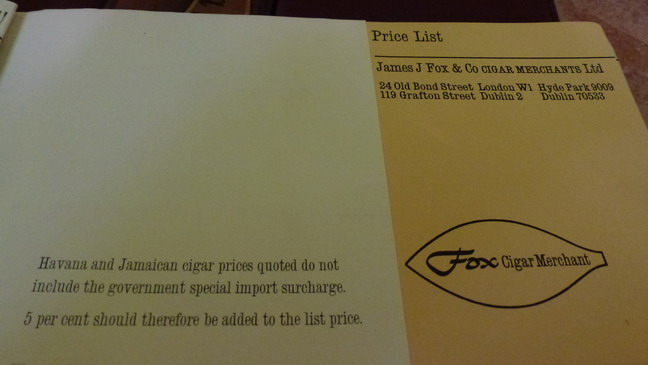 Havana and Jamaican cigar prices quoted do not
include the government special import surcharge.
5 per cent should therefore be added to the list price.
Price List
James J Fox & Co CIGAR MERCHANTS Ltd
24 Old Bond Street London W1 Hyde Park 9009
119 Grafton Street Dublin 2 Dublin 70533
Fox Cigar Merchant